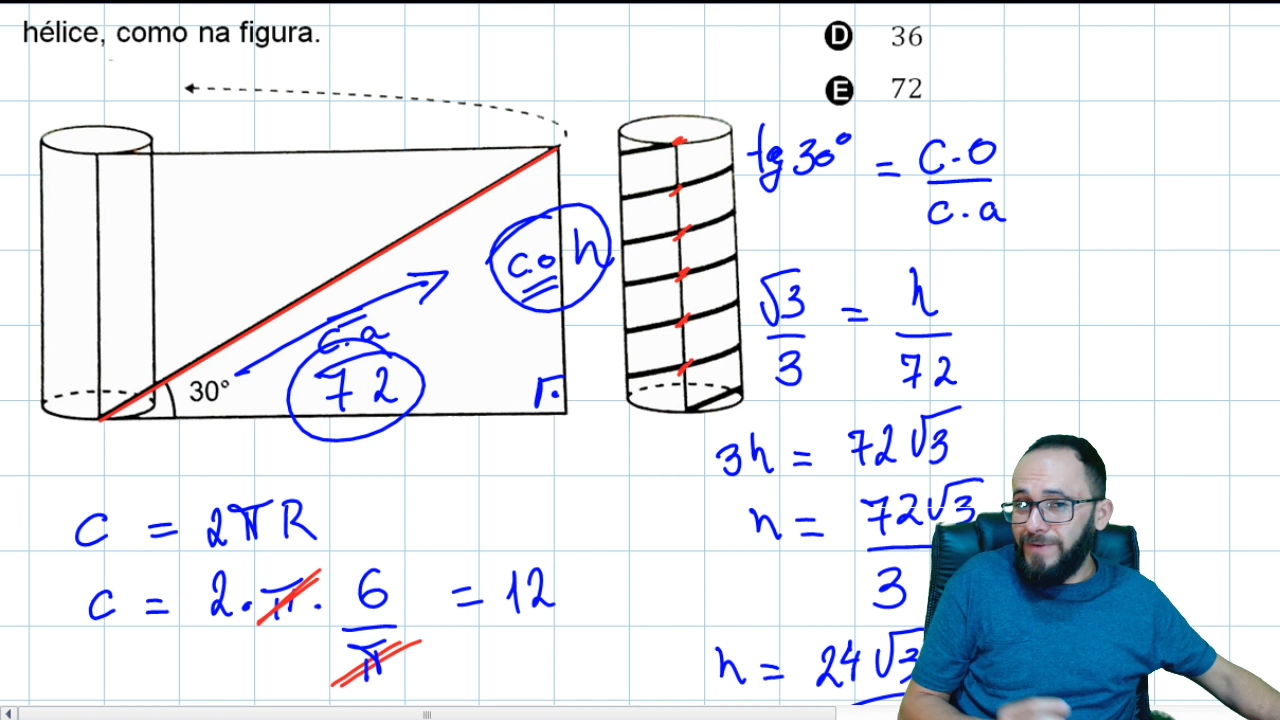 hélice, como na figura.
D 36
E 72
tg 30° = C.O
c.a
c.o h
c.a
72
30°
√3 = h
3 72
3h = 72√3
h = 72√3
3
h = 24√3
C = 2πR
C = 2.π. 6 = 12
π